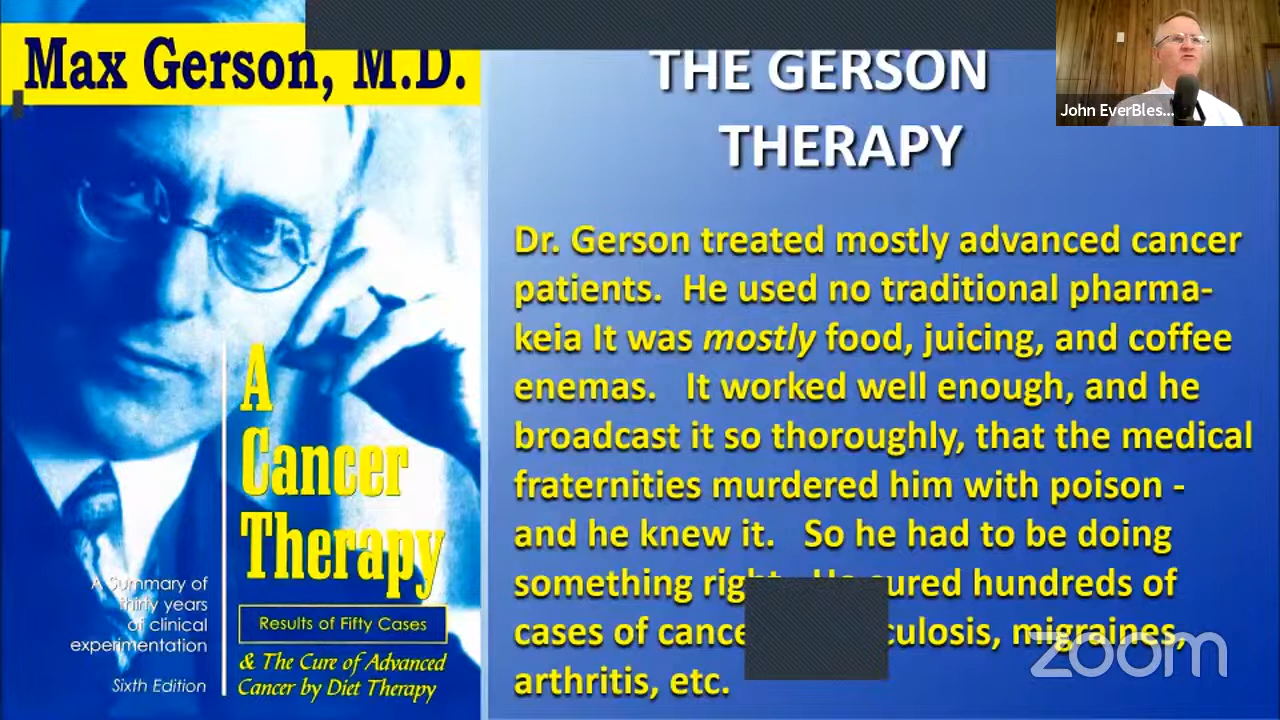 Max Gerson, M.D.
A
Cancer
Therapy
A Summary of
thirty years
of clinical
experimentation
Sixth Edition
Results of Fifty Cases
& The Cure of Advanced
Cancer by Diet Therapy
THE GERSON
THERAPY
Dr. Gerson treated mostly advanced cancer
patients. He used no traditional pharma-
keia It was mostly food, juicing, and coffee
enemas. It worked well enough, and he
broadcast it so thoroughly, that the medical
fraternities murdered him with poison -
and he knew it. So he had to be doing
something hundreds of
cases of migraines,
arthritis, etc.
John EverBles...
zoom